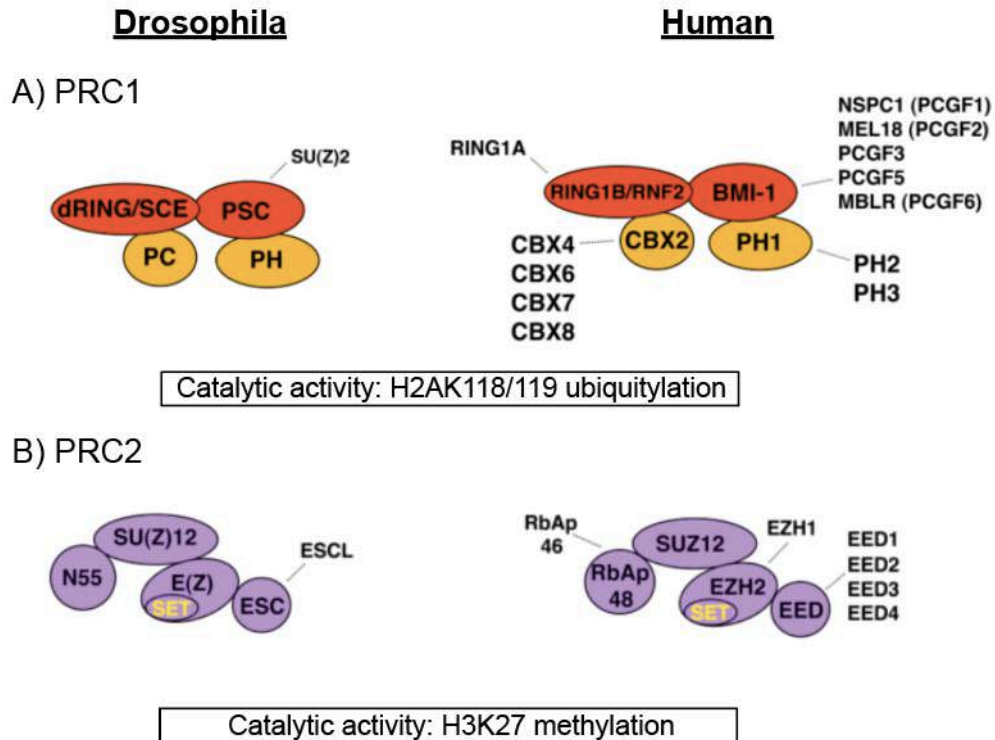 Drosophila
Human
A) PRC1
SU(Z)2
dRING/SCE
PSC
PC
PH
RING1A
RING1B/RNF2
BMI-1
CBX2
PH1
NSPC1 (PCGF1)
MEL18 (PCGF2)
PCGF3
PCGF5
MBLR (PCGF6)
CBX4
CBX6
CBX7
CBX8
PH2
PH3
Catalytic activity: H2AK118/119 ubiquitylation
B) PRC2
SU(Z)12
N55
E(Z)
SET
ESC
ESCL
RbAp
46
SUZ12
RbAp
48
EZH2
SET
EED
EZH1
EED1
EED2
EED3
EED4
Catalytic activity: H3K27 methylation